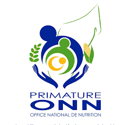 PRIMATURE
ONN
OFFICE NATIONAL DE NUTRITION